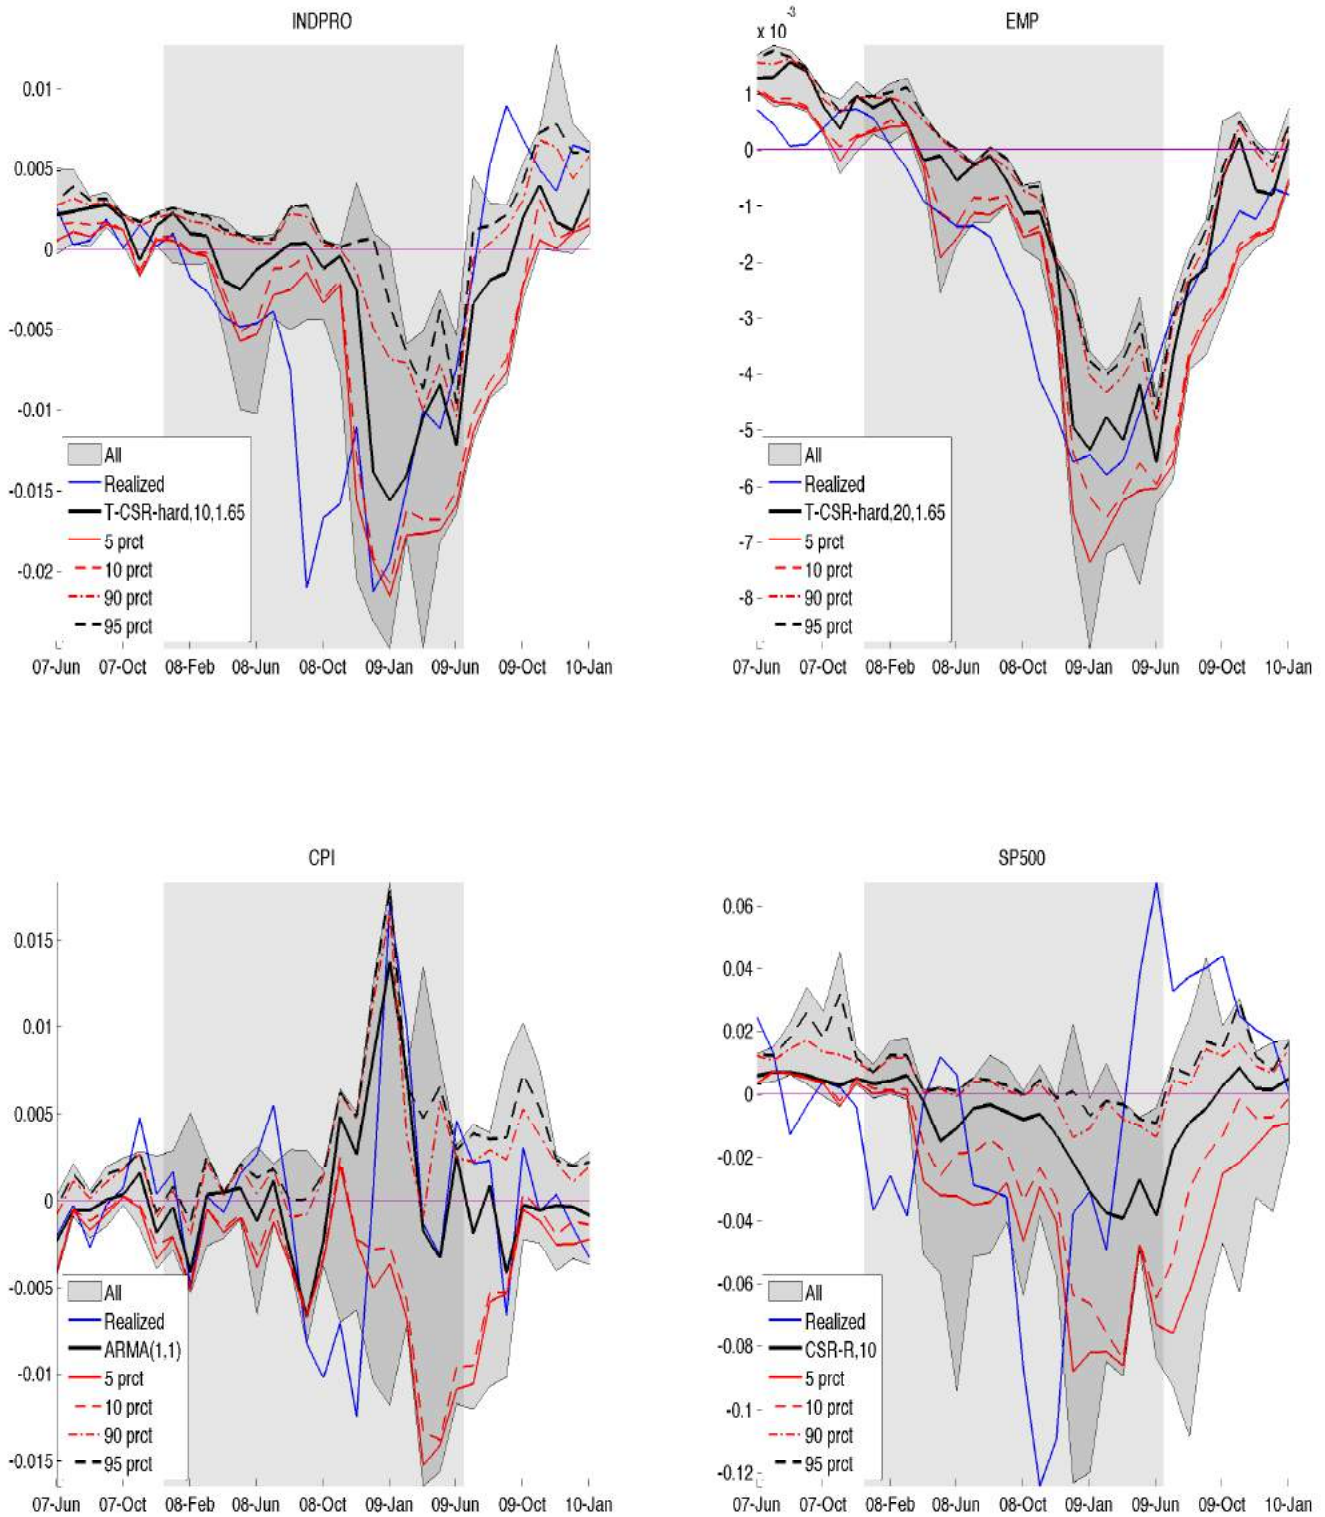 INDPRO
0.01
0.005
0
-0.005
-0.01
-0.015
-0.02
All
Realized
T-CSR-hard,10,1.65
5 prct
10 prct
90 prct
95 prct
07-Jun 07-Oct 08-Feb 08-Jun 08-Oct 09-Jan 09-Jun 09-Oct 10-Jan
EMP
x 10 -3
1
0
-1
-2
-3
-4
-5
-6
-7
-8
All
Realized
T-CSR-hard,20,1.65
5 prct
10 prct
90 prct
95 prct
07-Jun 07-Oct 08-Feb 08-Jun 08-Oct 09-Jan 09-Jun 09-Oct 10-Jan
CPI
0.015
0.01
0.005
0
-0.005
-0.01
-0.015
All
Realized
ARMA(1,1)
5 prct
10 prct
90 prct
95 prct
07-Jun 07-Oct 08-Feb 08-Jun 08-Oct 09-Jan 09-Jun 09-Oct 10-Jan
SP500
0.06
0.04
0.02
0
-0.02
-0.04
-0.06
-0.08
-0.1
-0.12
All
Realized
CSR-R,10
5 prct
10 prct
90 prct
95 prct
07-Jun 07-Oct 08-Feb 08-Jun 08-Oct 09-Jan 09-Jun 09-Oct 10-Jan